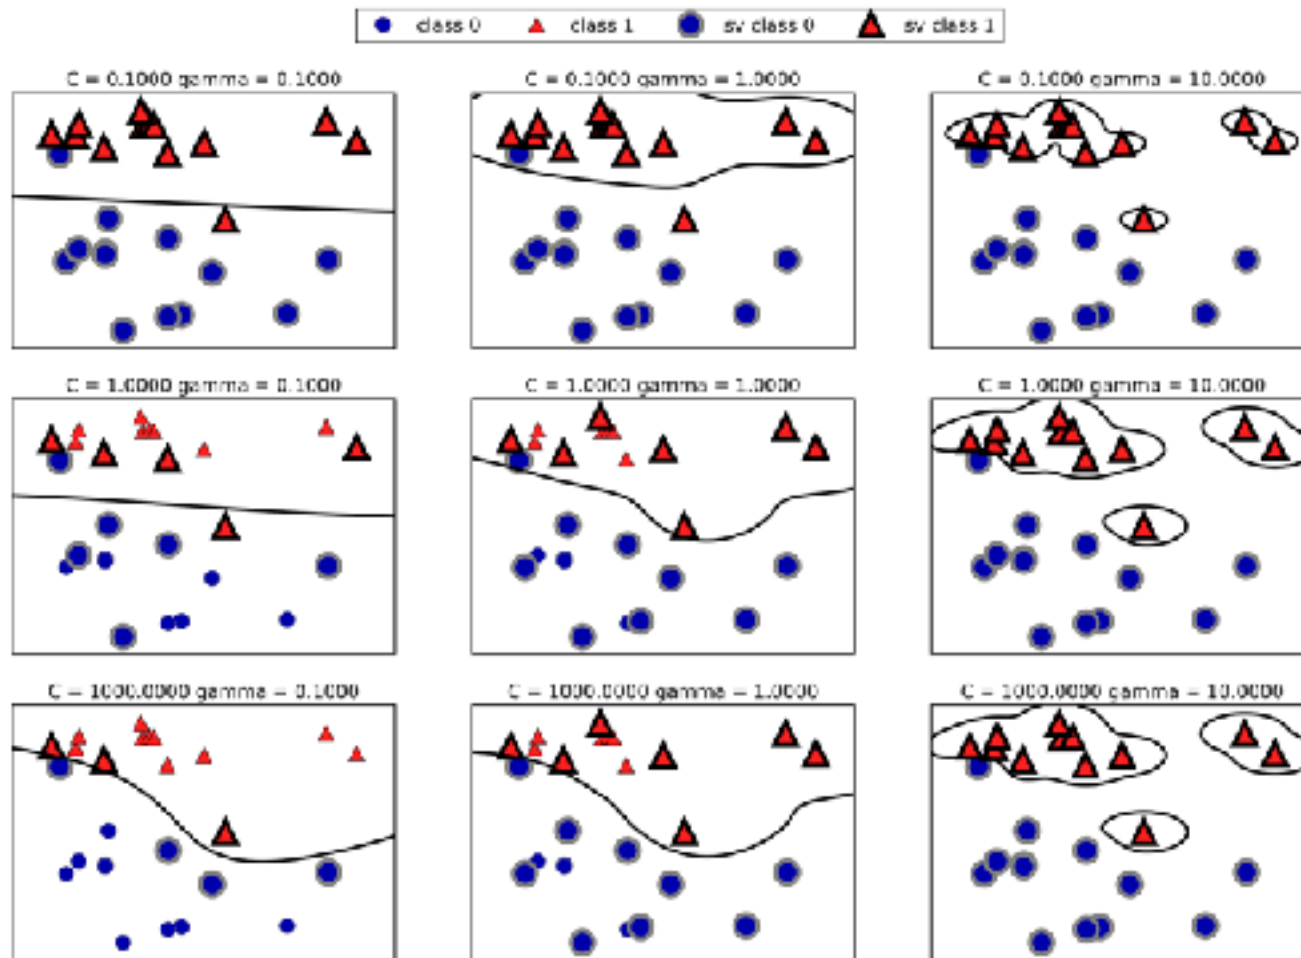 class 0 class 1 sv class 0 sv class 1
C = 0.1000 gamma = 0.1000
C = 0.1000 gamma = 1.0000
C = 0.1000 gamma = 10.0000
C = 1.0000 gamma = 0.1000
C = 1.0000 gamma = 1.0000
C = 1.0000 gamma = 10.0000
C = 1000.0000 gamma = 0.1000
C = 1000.0000 gamma = 1.0000
C = 1000.0000 gamma = 10.0000